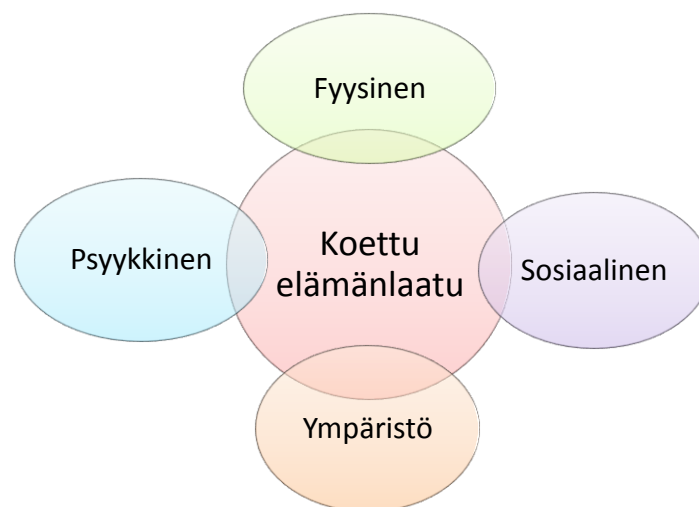 Fyysinen
Psyykkinen
Koettu
elämänlaatu
Sosiaalinen
Ympäristö